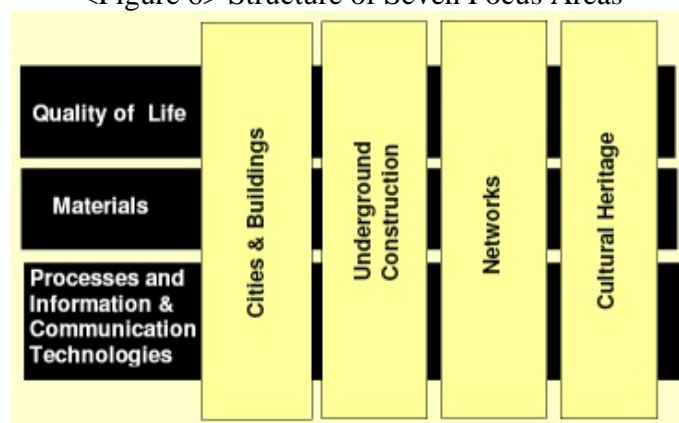 <Figure 6> Structure of Seven Focus Areas
Quality of Life
Materials
Processes and
Information &
Communication
Technologies
Cities & Buildings
Underground
Construction
Networks
Cultural Heritage